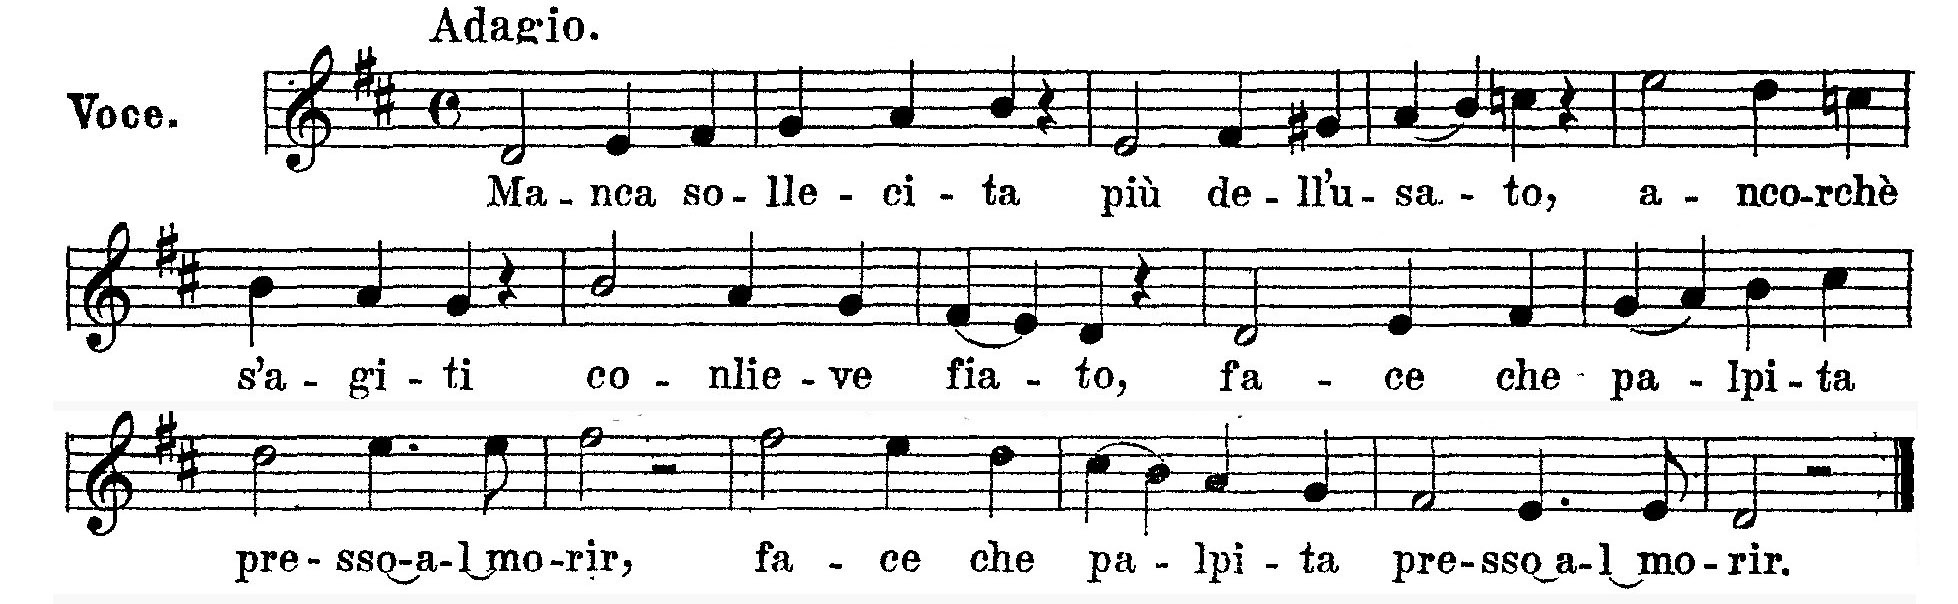 Adagio.
Voce.
Ma - nca so - lle - ci - ta più de - ll'u - sa - to, a - nco-rchè
s'a - gi - ti co - nlie - ve fia - to, fa - ce che pa - lpi - ta
pre - sso-a-l mo-rir, fa - ce che pa - lpi - ta pre-sso a-l mo-rir.